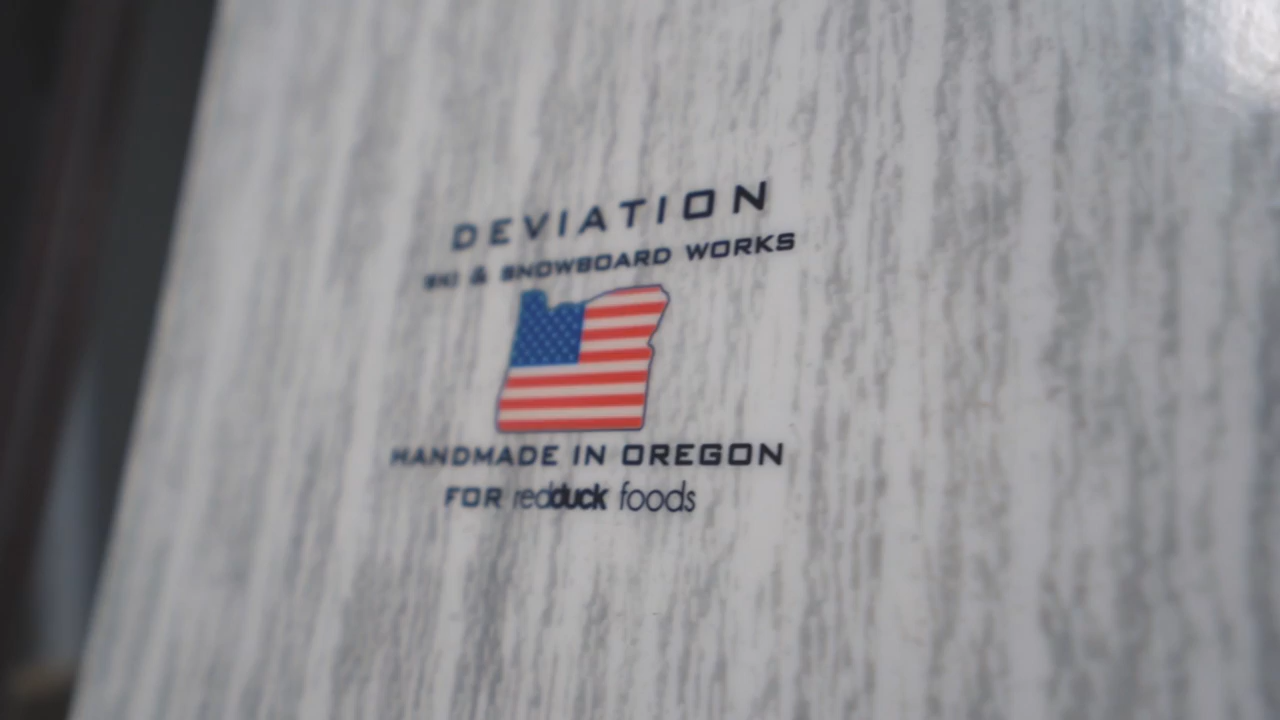 DEVIATION
SKI & SNOWBOARD WORKS
HANDMADE IN OREGON
FOR redduck foods